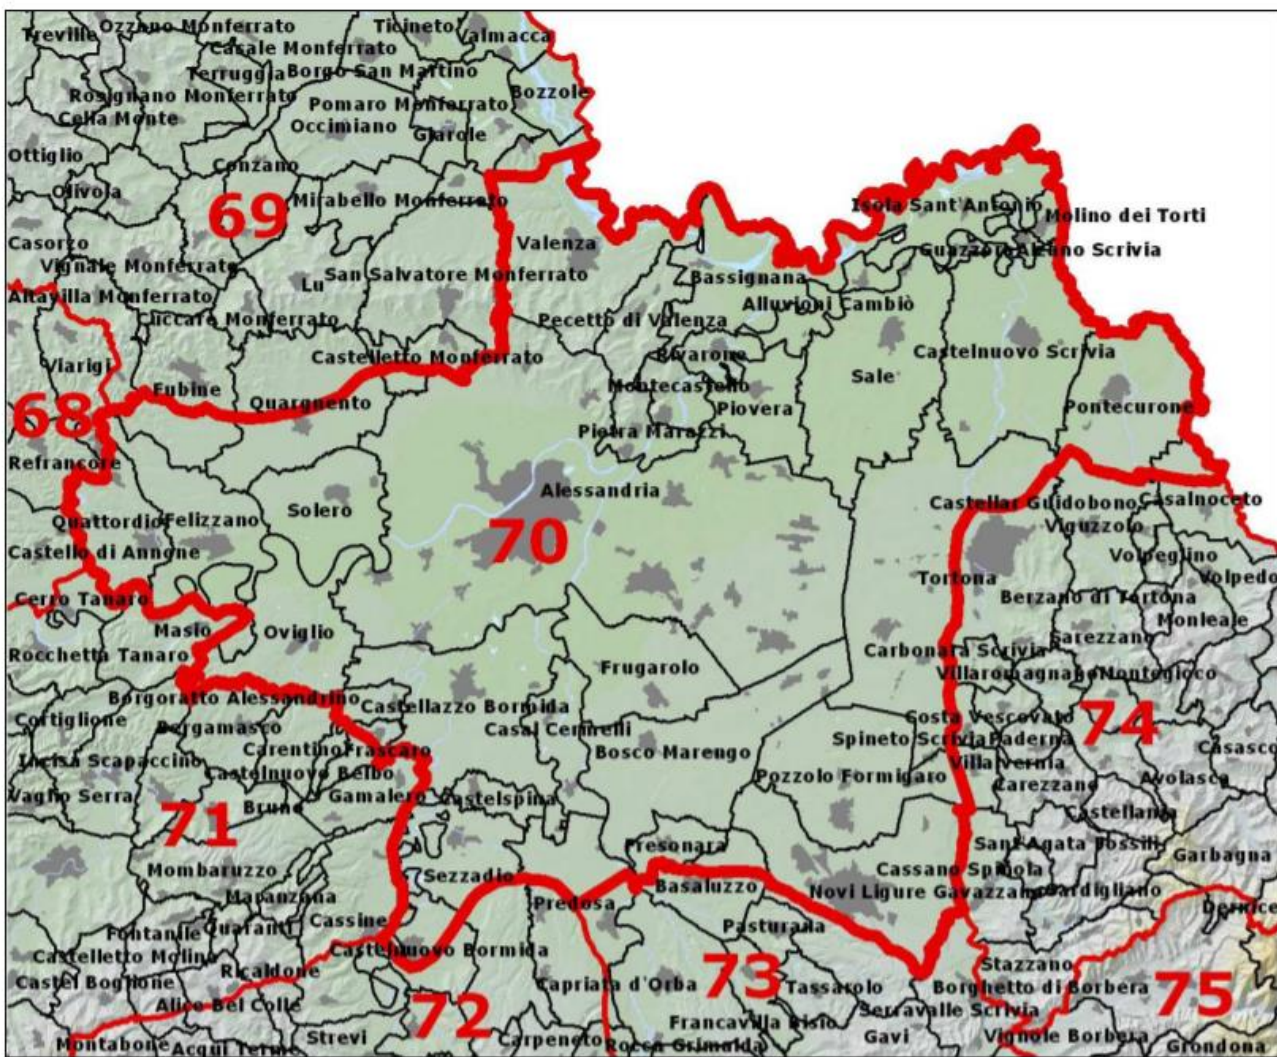 Treville
Ozzano Monferrato
Ticineto
Valmacca
Casale Monferrato
Terruggia
Borgo San Martino
Bozzole
Rosignano Monferrato
Pomaro Monferrato
Cella Monte
Occimiano
Giarole
Ottiglio
Conzano
Olivola
69
Mirabello Monferrato
Isola Sant'Antonio
Molino dei Torti
Casorzo
Valenza
Alzano Scrivia
Vignale Monferrato
Lu
San Salvatore Monferrato
Bassignana
Altavilla Monferrato
Alluvioni Cambiò
Cuccaro Monferrato
Pecetto di Valenza
Castelletto Monferrato
Rivarone
Castelnuovo Scrivia
Viarigi
Fubine
Montecastello
Sale
68
Quargnento
Piovera
Pontecurone
Pietra Marazzi
Refrancore
Alessandria
Castellar Guidobono
Casalnoceto
Quattordio
Felizzano
Solero
70
Viguzzolo
Castello di Annone
Volpeglino
Tortona
Volpedo
Cerro Tanaro
Berzano di Tortona
Monleale
Masio
Oviglio
Sarezzano
Rocchetta Tanaro
Frugarolo
Carbonara Scrivia
Villaromagnano
Montegioco
Borgoratto Alessandrino
Castellazzo Bormida
Cortiglione
Bergamasco
Casal Cermelli
Costa Vescovato
74
Carentino
Frascaro
Bosco Marengo
Spineto Scrivia
Paderna
Casasco
Incisa Scapaccino
Castelnuovo Belbo
Pozzolo Formigaro
Villalvernia
Avolasca
Vaglio Serra
Bruno
Gamalero
Castelspina
Carezzano
Castellania
71
Fresonara
Sant'Agata Fossili
Garbagna
Mombaruzzo
Sezzadio
Basaluzzo
Cassano Spinola
Maranzana
Predosa
Novi Ligure
Gavazzana
Sardigliano
Cassine
Dernice
Fontanile
Quaranti
Pasturana
Castelletto Molina
Castelnuovo Bormida
Stazzano
Castel Boglione
Ricaldone
Capriata d'Orba
73
Tassarolo
Borghetto di Borbera
75
Alice Bel Colle
72
Serravalle Scrivia
Montabone
Acqui Terme
Strevi
Carpeneto
Rocca Grimalda
Francavilla Bisio
Gavi
Vignole Borbera
Grondona